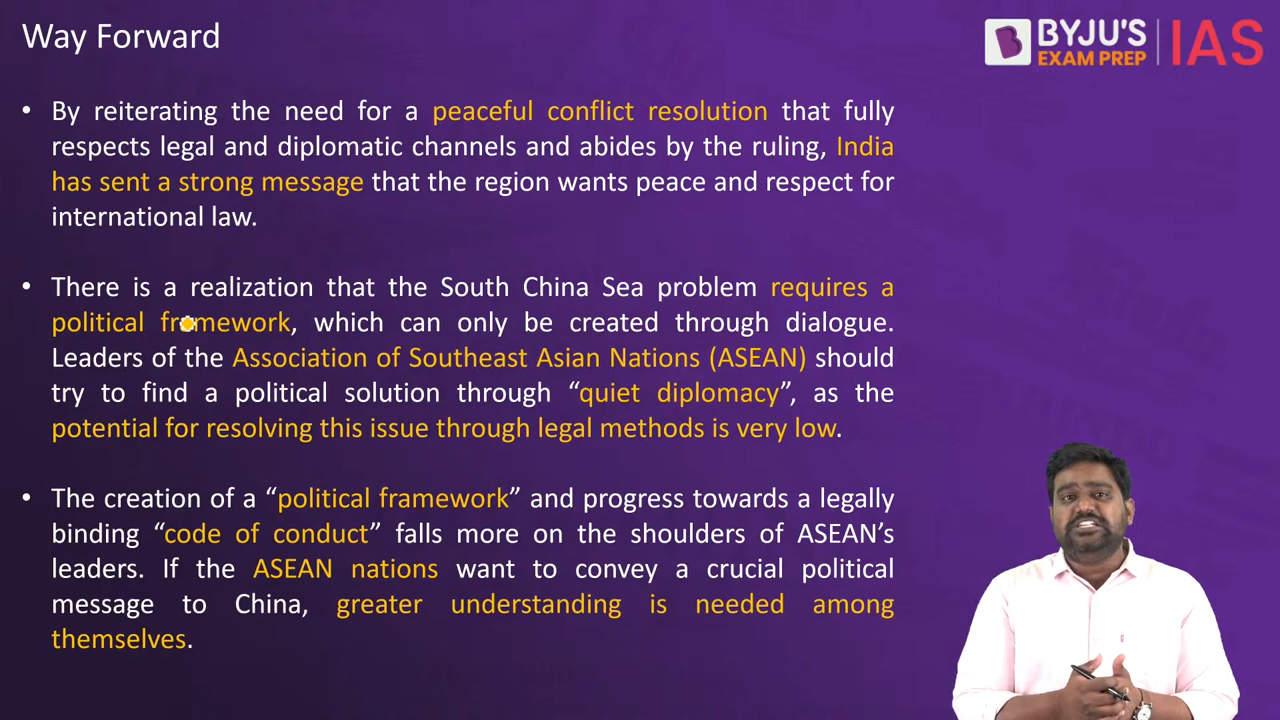 Way Forward
BYJU'S
EXAM PREP
IAS
• By reiterating the need for a peaceful conflict resolution that fully
respects legal and diplomatic channels and abides by the ruling, India
has sent a strong message that the region wants peace and respect for
international law.
• There is a realization that the South China Sea problem requires a
political framework, which can only be created through dialogue.
Leaders of the Association of Southeast Asian Nations (ASEAN) should
try to find a political solution through “quiet diplomacy”, as the
potential for resolving this issue through legal methods is very low.
• The creation of a “political framework” and progress towards a legally
binding “code of conduct” falls more on the shoulders of ASEAN’s
leaders. If the ASEAN nations want to convey a crucial political
message to China, greater understanding is needed among
themselves.